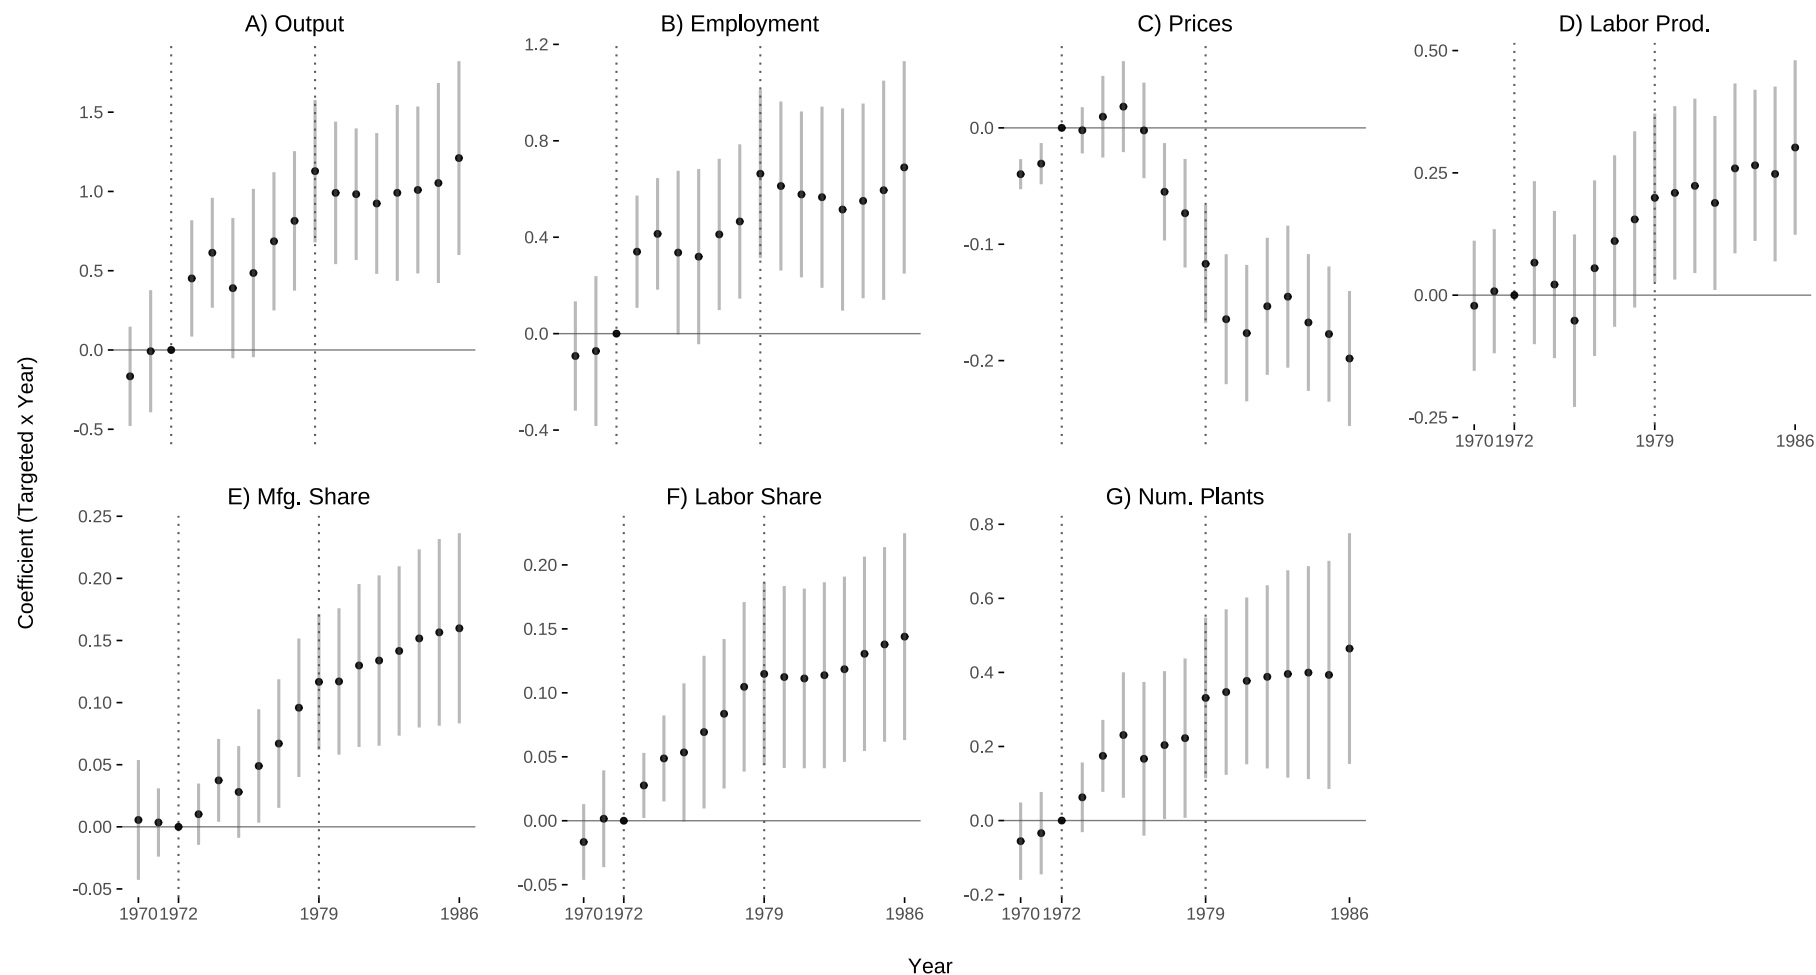 A) Output
B) Employment
C) Prices
D) Labor Prod.
1.5
1.0
0.5
0.0
-0.5
1.2
0.8
0.4
0.0
-0.4
0.0
-0.1
-0.2
0.50
0.25
0.00
-0.25
1970 1972 1979 1986
Coefficient (Targeted x Year)
E) Mfg. Share
F) Labor Share
G) Num. Plants
0.25
0.20
0.15
0.10
0.05
0.00
-0.05
1970 1972 1979 1986
0.20
0.15
0.10
0.05
0.00
-0.05
1970 1972 1979 1986
0.8
0.6
0.4
0.2
0.0
-0.2
1970 1972 1979 1986
Year